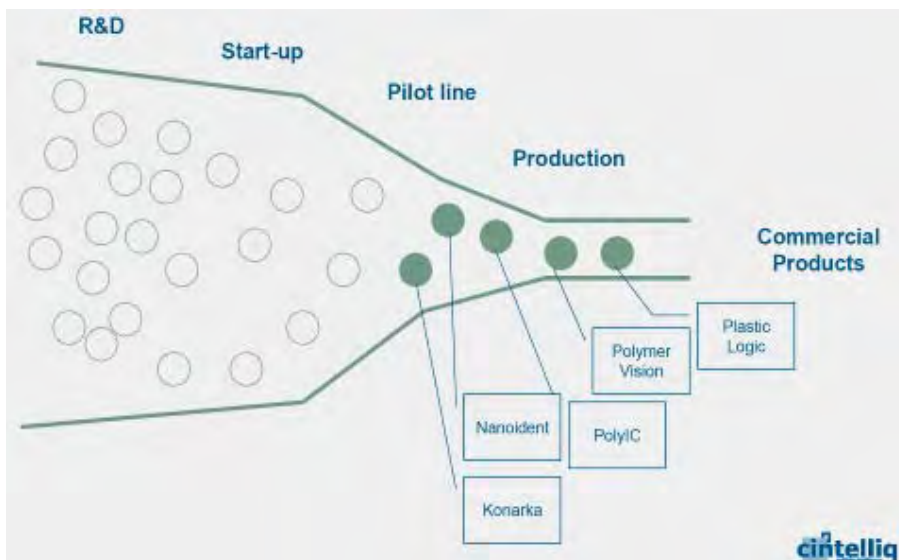 R&D
Start-up
Pilot line
Production
Commercial
Products
Plastic
Logic
Polymer
Vision
Nanoident
PolyIC
Konarka
cintelliq